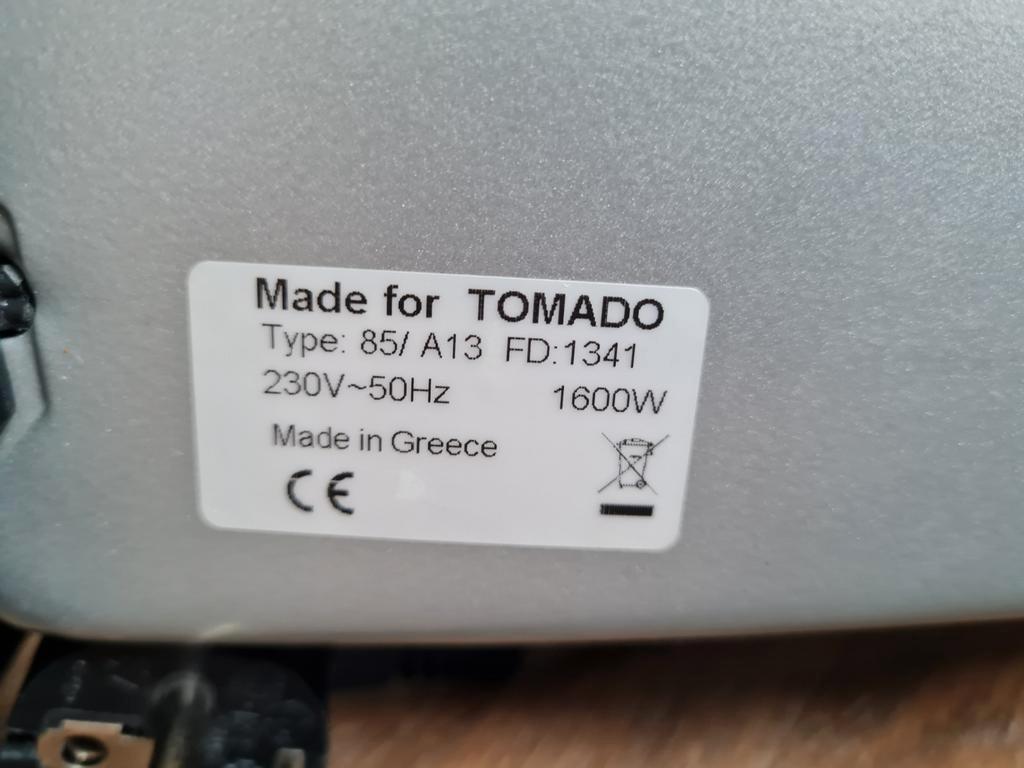 Made for TOMADO
Type: 85/ A13 FD:1341
230V~50Hz 1600W
Made in Greece
CE